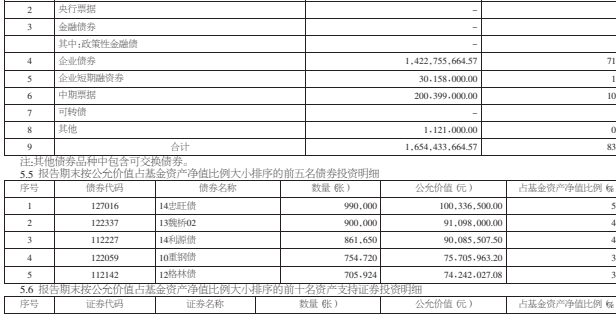 2 央行票据 –
3 金融债券 –
其中:政策性金融债 –
4 企业债券 1,422,755,664.57 71
5 企业短期融资券 30,158,000.00 1
6 中期票据 200,399,000.00 10
7 可转债 –
8 其他 1,121,000.00 0
9 合计 1,654,433,664.57 83
注:其他债券品种中包含可交换债券。
5.5 报告期末按公允价值占基金资产净值比例大小排序的前五名债券投资明细
序号 债券代码 债券名称 数量(张) 公允价值(元) 占基金资产净值比例(%
1 127016 14忠旺债 990,000 100,336,500.00 5
2 122337 13魏桥02 900,000 91,098,000.00 4
3 112227 14利源债 861,650 90,085,507.50 4
4 122059 10重钢债 754,720 75,705,963.20 3
5 112142 12格林债 705,924 74,242,027.08 3
5.6 报告期末按公允价值占基金资产净值比例大小排序的前十名资产支持证券投资明细
序号 证券代码 证券名称 数量(张) 公允价值(元) 占基金资产净值比例(%